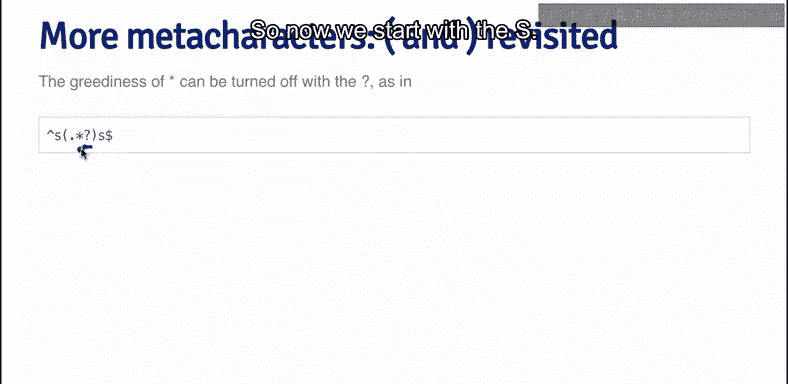 More metacharacters: ( and ) revisited
So now we start with the S.
The greediness of * can be turned off with the ?, as in
^s(.*?)s$